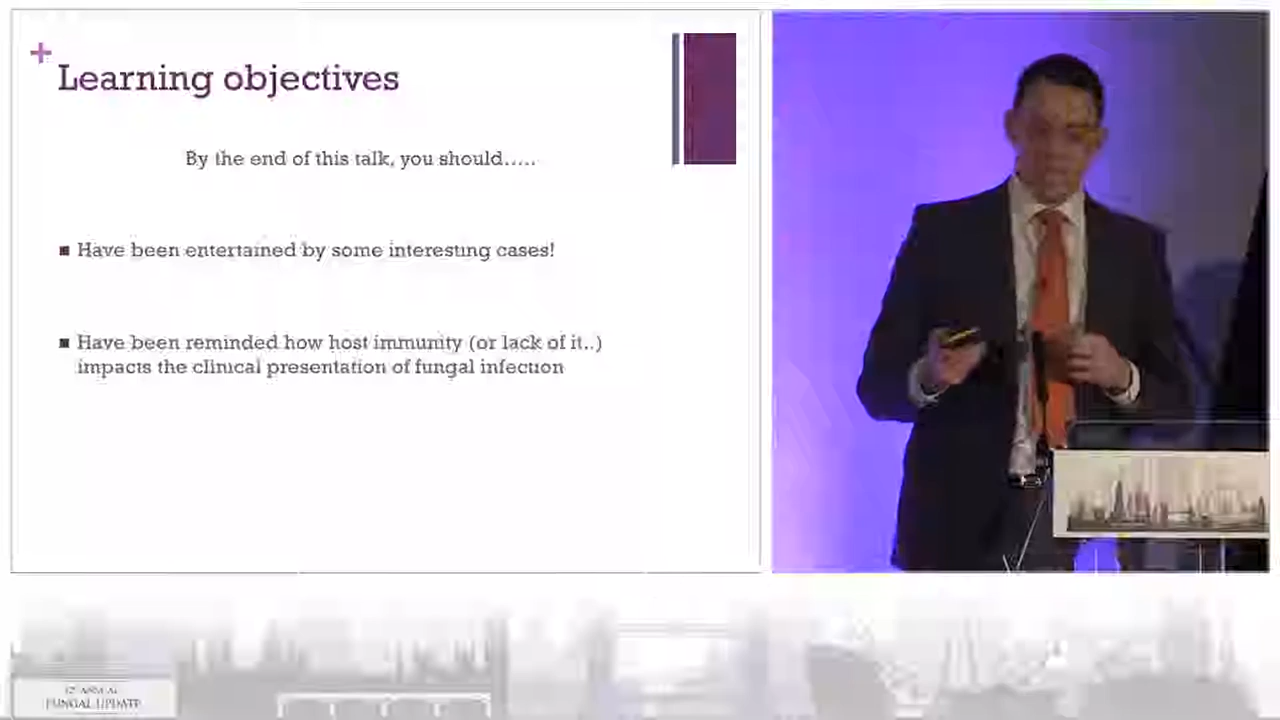 +
Learning objectives
By the end of this talk, you should.....
Have been entertained by some interesting cases!
Have been reminded how host immunity (or lack of it..)
impacts the clinical presentation of fungal infection
ANNUAL
FUNGAL UPDATE